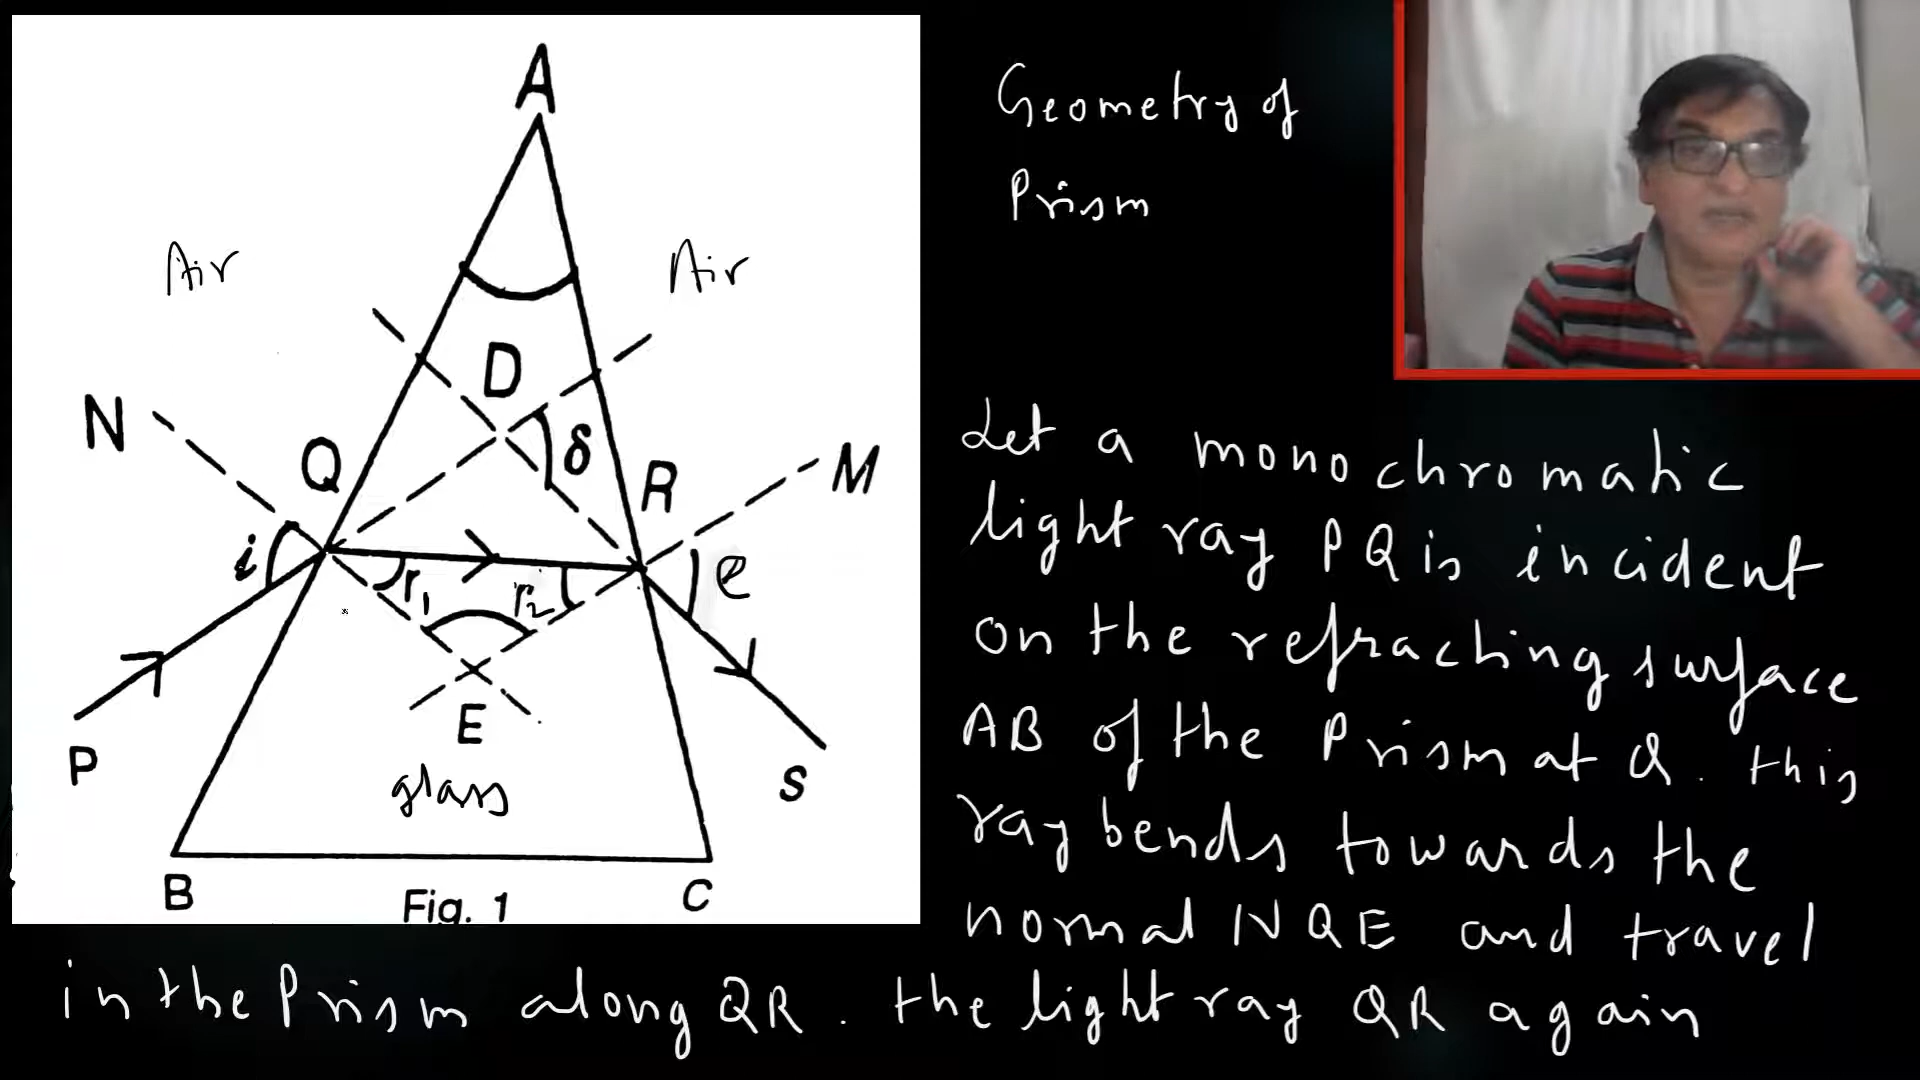 A
Air
Air
D
N
Q
δ
R
M
i
r1
r2
e
E
P
S
glass
B
C
Fig. 1
Geometry of
Prism
Let a monochromatic
light ray PQ is incident
on the refracting surface
AB of the Prism at Q. this
ray bends towards the
normal NQE and travel
in the Prism along QR. the light ray QR again